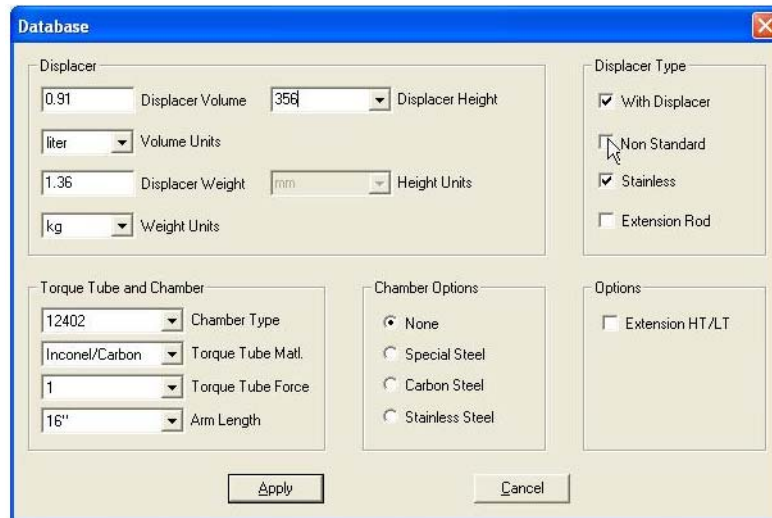 Database
Displacer
0.91 Displacer Volume 356 Displacer Height
liter Volume Units
1.36 Displacer Weight mm Height Units
kg Weight Units
Displacer Type
With Displacer
Non Standard
Stainless
Extension Rod
Torque Tube and Chamber
12402 Chamber Type
Inconel/Carbon Torque Tube Matl.
1 Torque Tube Force
16" Arm Length
Chamber Options
None
Special Steel
Carbon Steel
Stainless Steel
Options
Extension HT/LT
Apply Cancel